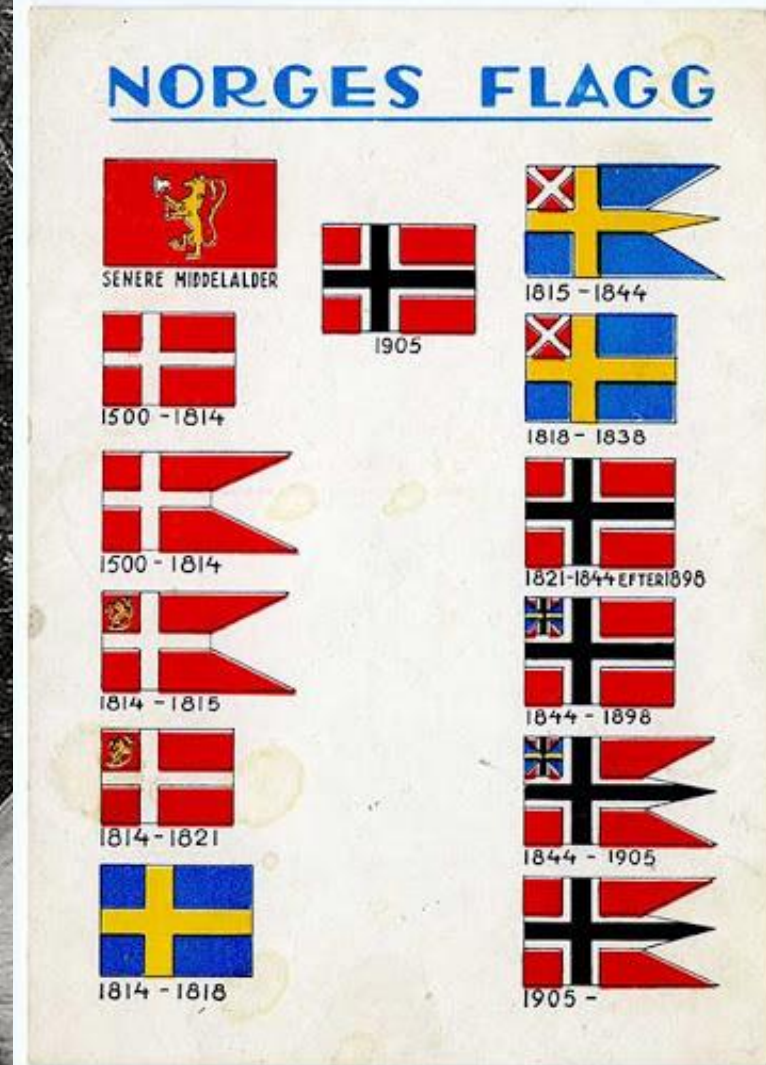 NORGES FLAGG
SENERE MIDDELALDER
1500 - 1814
1500 - 1814
1814 - 1815
1814 - 1821
1814 - 1818
1905
1815 - 1844
1818 - 1838
1821-1844 EFTER 1898
1844 - 1898
1844 - 1905
1905 -